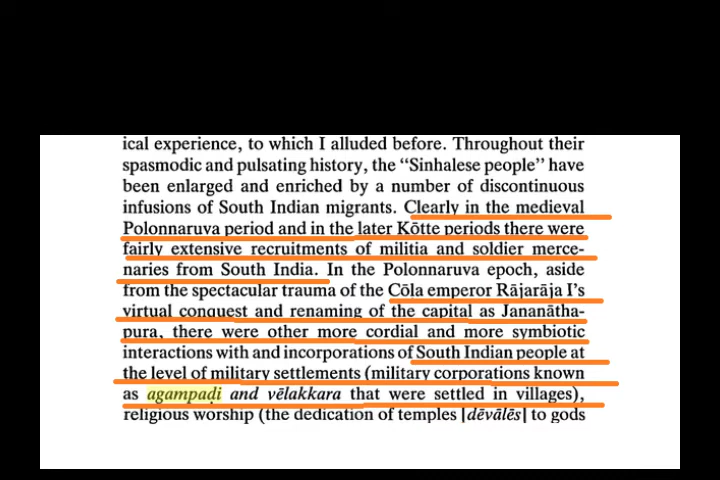 ical experience, to which I alluded before. Throughout their
spasmodic and pulsating history, the “Sinhalese people” have
been enlarged and enriched by a number of discontinuous
infusions of South Indian migrants. Clearly in the medieval
Polonnaruva period and in the later Kōtte periods there were
fairly extensive recruitments of militia and soldier merce-
naries from South India. In the Polonnaruva epoch, aside
from the spectacular trauma of the Cōla emperor Rājarāja I’s
virtual conquest and renaming of the capital as Jananātha-
pura, there were other more cordial and more symbiotic
interactions with and incorporations of South Indian people at
the level of military settlements (military corporations known
as agampaḍi and vēlakkara that were settled in villages),
religious worship (the dedication of temples [dēvālēs] to gods